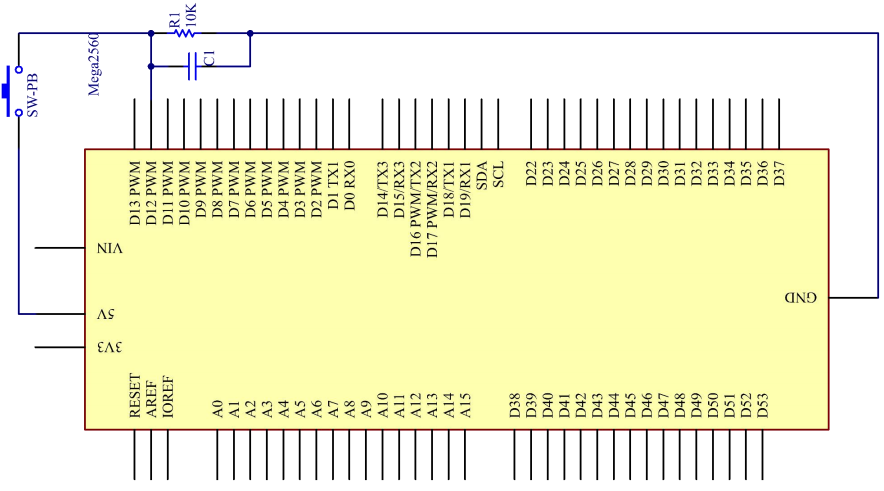 R1
10K
C1
Mega2560
SW-PB
D13 PWM
D12 PWM
D11 PWM
D10 PWM
D9 PWM
D8 PWM
D7 PWM
D6 PWM
D5 PWM
D4 PWM
D3 PWM
D2 PWM
D1 TX1
D0 RX0
D14/TX3
D15/RX3
D16 PWM/TX2
D17 PWM/RX2
D18/TX1
D19/RX1
SDA
SCL
D22
D23
D24
D25
D26
D27
D28
D29
D30
D31
D32
D33
D34
D35
D36
D37
VIN
5V
3V3
GND
RESET
AREF
IOREF
A0
A1
A2
A3
A4
A5
A6
A7
A8
A9
A10
A11
A12
A13
A14
A15
D38
D39
D40
D41
D42
D43
D44
D45
D46
D47
D48
D49
D50
D51
D52
D53